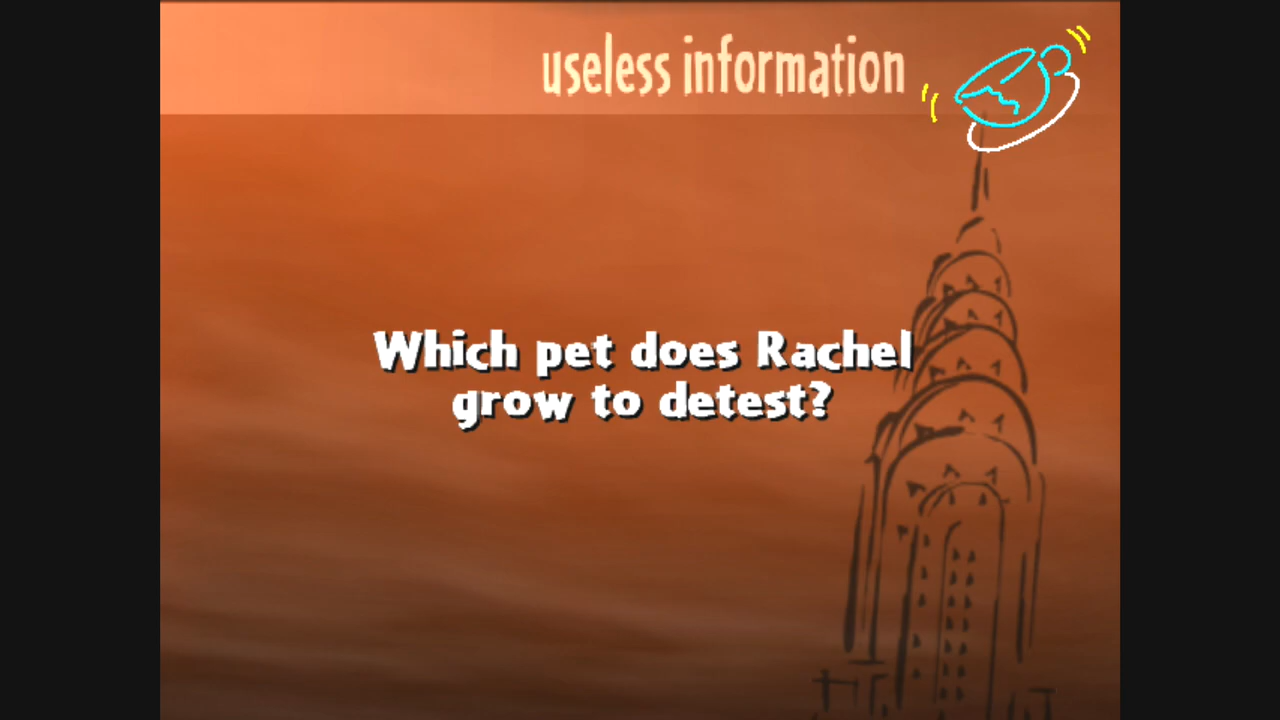 useless information
Which pet does Rachel
grow to detest?